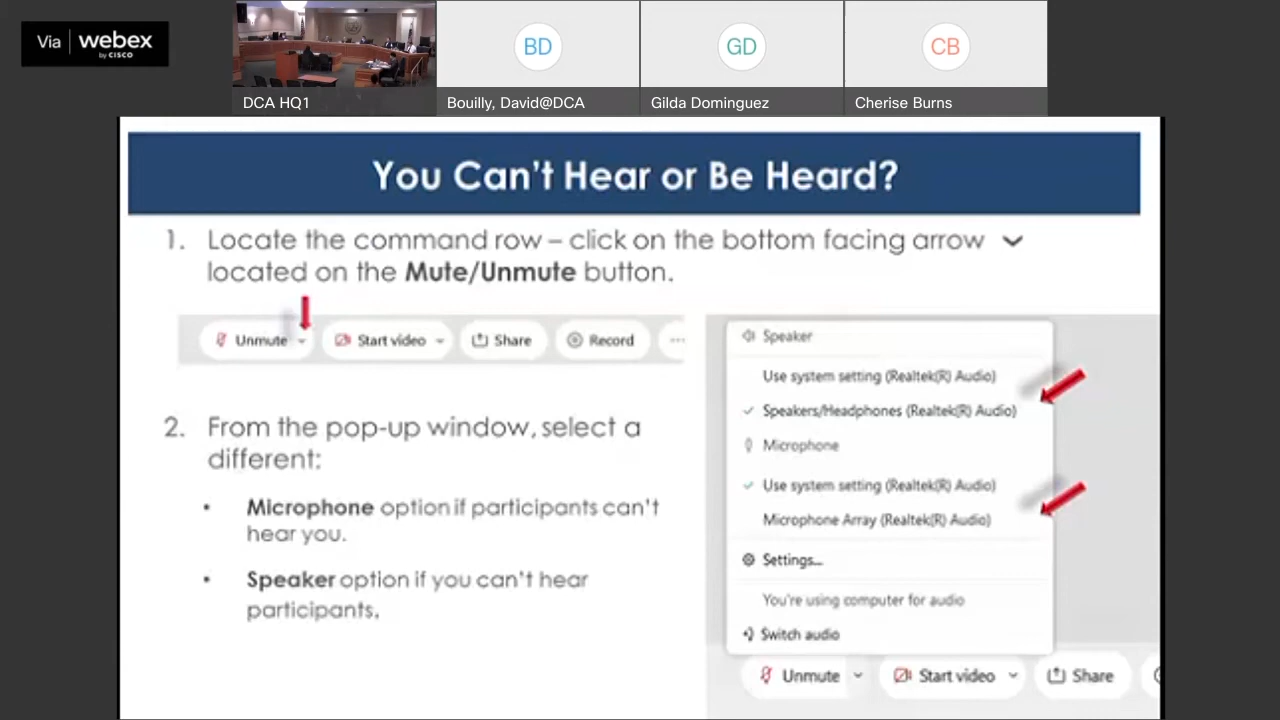 Via webex
by CISCO
DCA HQ1
BD
Bouilly, David@DCA
GD
Gilda Dominguez
CB
Cherise Burns
You Can't Hear or Be Heard?
1. Locate the command row – click on the bottom facing arrow
located on the Mute/Unmute button.
Unmute Start video Share Record
2. From the pop-up window, select a
different:
• Microphone option if participants can't
hear you.
• Speaker option if you can't hear
participants.
Speaker
Use system setting (Realtek(R) Audio)
Speakers/Headphones (Realtek(R) Audio)
Microphone
Use system setting (Realtek(R) Audio)
Microphone Array (Realtek(R) Audio)
Settings...
You're using computer for audio
Switch audio
Unmute Start video Share